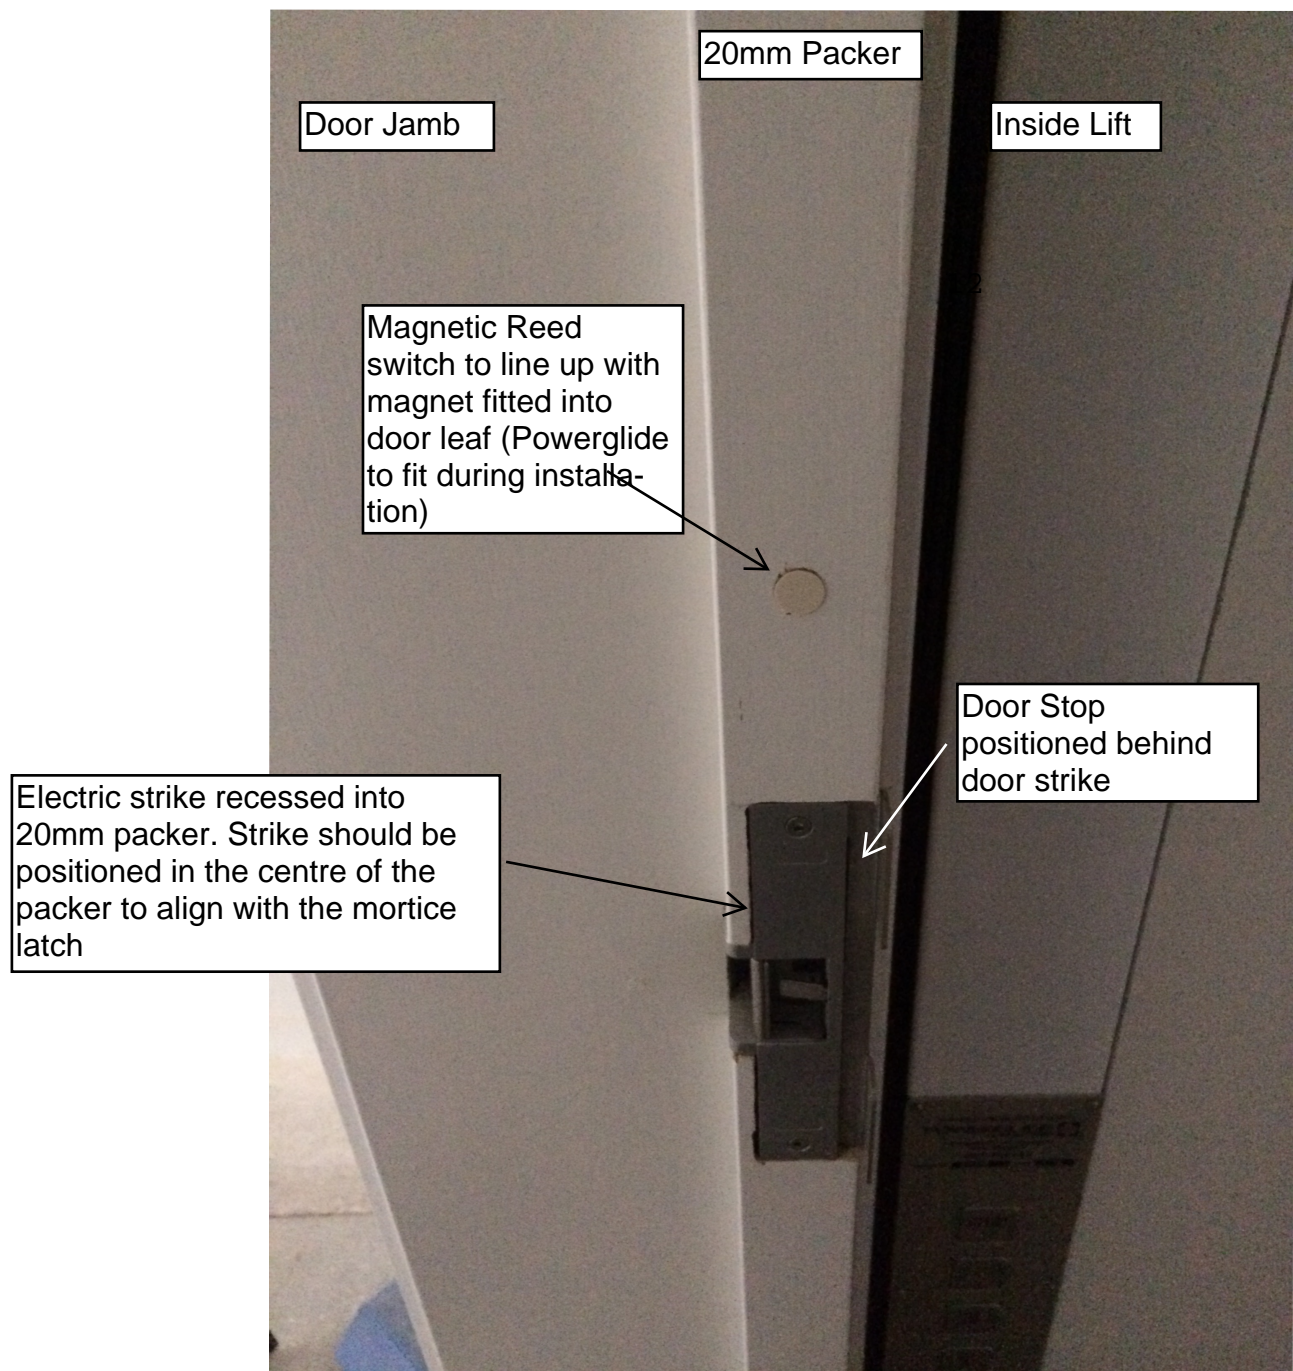 20mm Packer
Door Jamb
Inside Lift
2
Magnetic Reed
switch to line up with
magnet fitted into
door leaf (Powerglide
to fit during installa-
tion)
Door Stop
positioned behind
door strike
Electric strike recessed into
20mm packer. Strike should be
positioned in the centre of the
packer to align with the mortice
latch